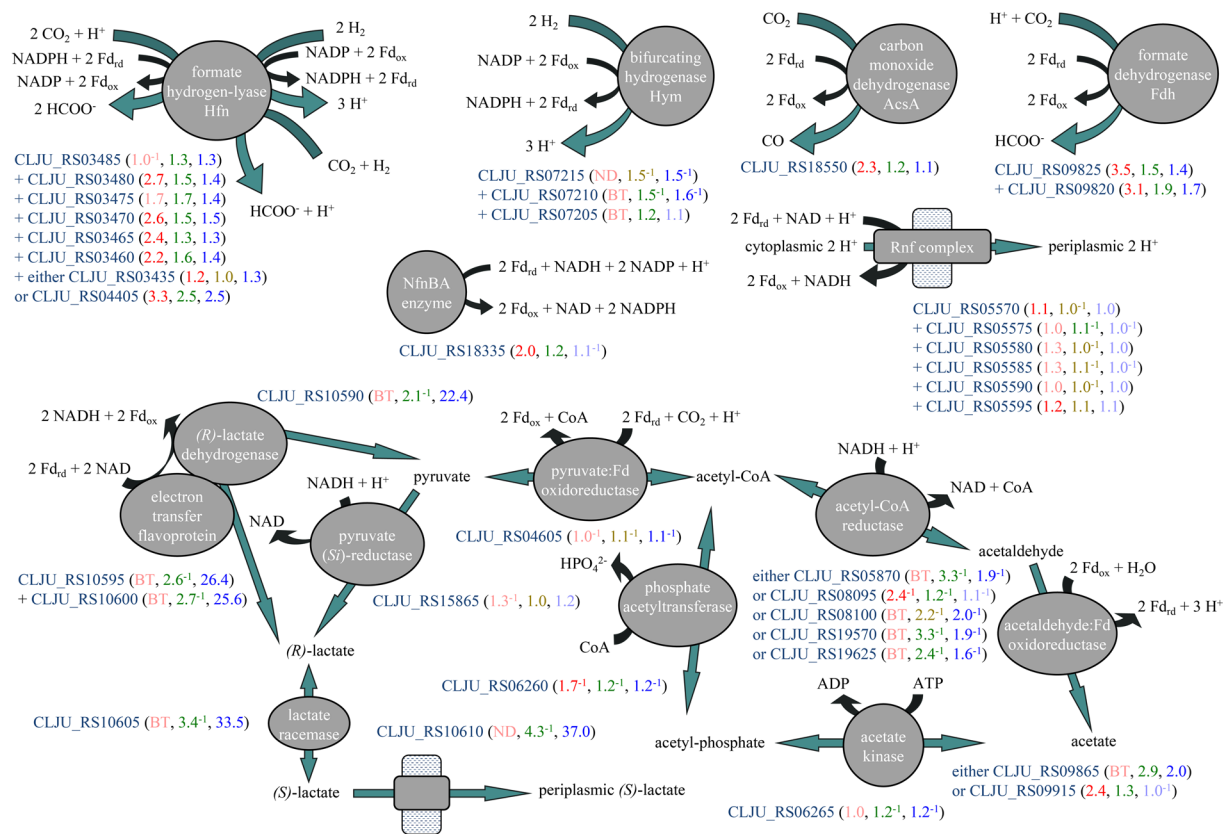 2 CO₂ + H⁺
NADPH + 2 Fd_rd
NADP + 2 Fd_ox
2 HCOO⁻
formate
hydrogen-lyase
Hfn
2 H₂
NADP + 2 Fd_ox
NADPH + 2 Fd_rd
3 H⁺
CO₂ + H₂
HCOO⁻ + H⁺
CLJU_RS03485 (1.0⁻¹, 1.3, 1.3)
+ CLJU_RS03480 (2.7, 1.5, 1.4)
+ CLJU_RS03475 (1.7, 1.7, 1.4)
+ CLJU_RS03470 (2.6, 1.5, 1.5)
+ CLJU_RS03465 (2.4, 1.3, 1.3)
+ CLJU_RS03460 (2.2, 1.6, 1.4)
+ either CLJU_RS03435 (1.2, 1.0, 1.3)
or CLJU_RS04405 (3.3, 2.5, 2.5)
2 H₂
NADP + 2 Fd_ox
NADPH + 2 Fd_rd
3 H⁺
bifurcating
hydrogenase
Hym
CLJU_RS07215 (ND, 1.5⁻¹, 1.5⁻¹)
+ CLJU_RS07210 (BT, 1.5⁻¹, 1.6⁻¹)
+ CLJU_RS07205 (BT, 1.2, 1.1)
CO₂
2 Fd_rd
2 Fd_ox
CO
carbon
monoxide
dehydrogenase
AcsA
CLJU_RS18550 (2.3, 1.2, 1.1)
H⁺ + CO₂
2 Fd_rd
2 Fd_ox
HCOO⁻
formate
dehydrogenase
Fdh
CLJU_RS09825 (3.5, 1.5, 1.4)
+ CLJU_RS09820 (3.1, 1.9, 1.7)
NfnBA
enzyme
2 Fd_rd + NADH + 2 NADP + H⁺
2 Fd_ox + NAD + 2 NADPH
CLJU_RS18335 (2.0, 1.2, 1.1⁻¹)
2 Fd_rd + NAD + H⁺
cytoplasmic 2 H⁺
Rnf complex
periplasmic 2 H⁺
2 Fd_ox + NADH
CLJU_RS05570 (1.1, 1.0⁻¹, 1.0)
+ CLJU_RS05575 (1.0, 1.1⁻¹, 1.0⁻¹)
+ CLJU_RS05580 (1.3, 1.0⁻¹, 1.0)
+ CLJU_RS05585 (1.3, 1.1⁻¹, 1.0⁻¹)
+ CLJU_RS05590 (1.0, 1.0⁻¹, 1.0)
+ CLJU_RS05595 (1.2, 1.1, 1.1)
CLJU_RS10590 (BT, 2.1⁻¹, 22.4)
2 NADH + 2 Fd_ox
(R)-lactate
dehydrogenase
2 Fd_rd + 2 NAD
electron
transfer
flavoprotein
CLJU_RS10595 (BT, 2.6⁻¹, 26.4)
+ CLJU_RS10600 (BT, 2.7⁻¹, 25.6)
pyruvate
NADH + H⁺
NAD
pyruvate
(Si)-reductase
CLJU_RS15865 (1.3⁻¹, 1.0, 1.2)
2 Fd_ox + CoA
2 Fd_rd + CO₂ + H⁺
pyruvate:Fd
oxidoreductase
CLJU_RS04605 (1.0⁻¹, 1.1⁻¹, 1.1⁻¹)
acetyl-CoA
NADH + H⁺
NAD + CoA
acetyl-CoA
reductase
acetaldehyde
either CLJU_RS05870 (BT, 3.3⁻¹, 1.9⁻¹)
or CLJU_RS08095 (2.4⁻¹, 1.2⁻¹, 1.1⁻¹)
or CLJU_RS08100 (BT, 2.2⁻¹, 2.0⁻¹)
or CLJU_RS19570 (BT, 3.3⁻¹, 1.9⁻¹)
or CLJU_RS19625 (BT, 2.4⁻¹, 1.6⁻¹)
2 Fd_ox + H₂O
2 Fd_rd + 3 H⁺
acetaldehyde:Fd
oxidoreductase
HPO₄²⁻
phosphate
acetyltransferase
CoA
CLJU_RS06260 (1.7⁻¹, 1.2⁻¹, 1.2⁻¹)
(R)-lactate
CLJU_RS10605 (BT, 3.4⁻¹, 33.5)
lactate
racemase
CLJU_RS10610 (ND, 4.3⁻¹, 37.0)
(S)-lactate
periplasmic (S)-lactate
acetyl-phosphate
ADP
ATP
acetate
kinase
acetate
CLJU_RS06265 (1.0, 1.2⁻¹, 1.2⁻¹)
either CLJU_RS09865 (BT, 2.9, 2.0)
or CLJU_RS09915 (2.4, 1.3, 1.0⁻¹)